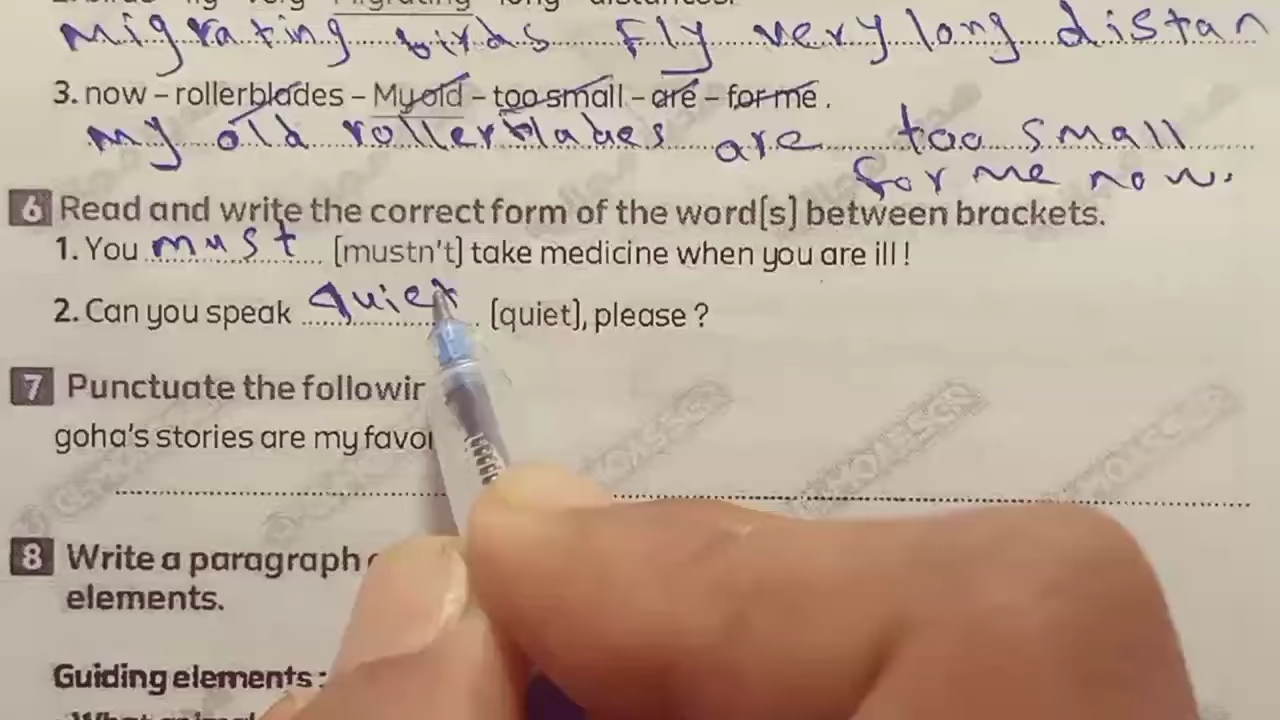 Migrating birds Fly very long distan
3. now – rollerblades – My old – too small – are – for me .
my old rollerblabes are too small
for me now.
6 Read and write the correct form of the word[s] between brackets.
1. You must [mustn't] take medicine when you are ill !
2. Can you speak quiet [quiet], please ?
7 Punctuate the followin
goha's stories are my favo
8 Write a paragraph
elements.
Guiding elements :